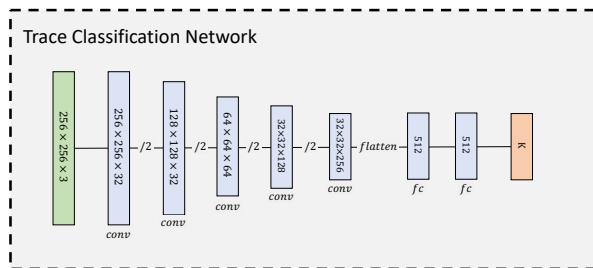 Trace Classification Network
256 × 256 × 3
256 × 256 × 32
/2
128 × 128 × 32
/2
64 × 64 × 64
/2
32×32×128
/2
32×32×256
flatten
512
512
K
conv
conv
conv
conv
conv
fc
fc